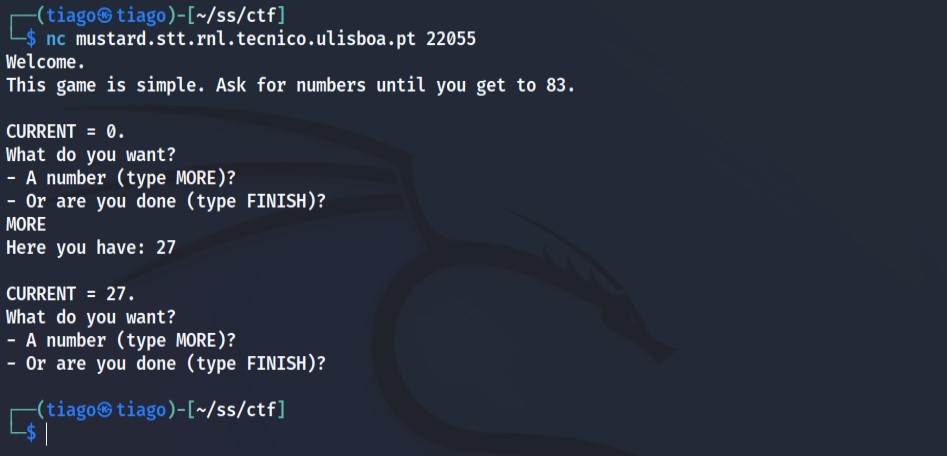 ┌──(tiago㉿tiago)-[~/ss/ctf]
└─$ nc mustard.stt.rnl.tecnico.ulisboa.pt 22055
Welcome.
This game is simple. Ask for numbers until you get to 83.
CURRENT = 0.
What do you want?
- A number (type MORE)?
- Or are you done (type FINISH)?
MORE
Here you have: 27
CURRENT = 27.
What do you want?
- A number (type MORE)?
- Or are you done (type FINISH)?
┌──(tiago㉿tiago)-[~/ss/ctf]
└─$